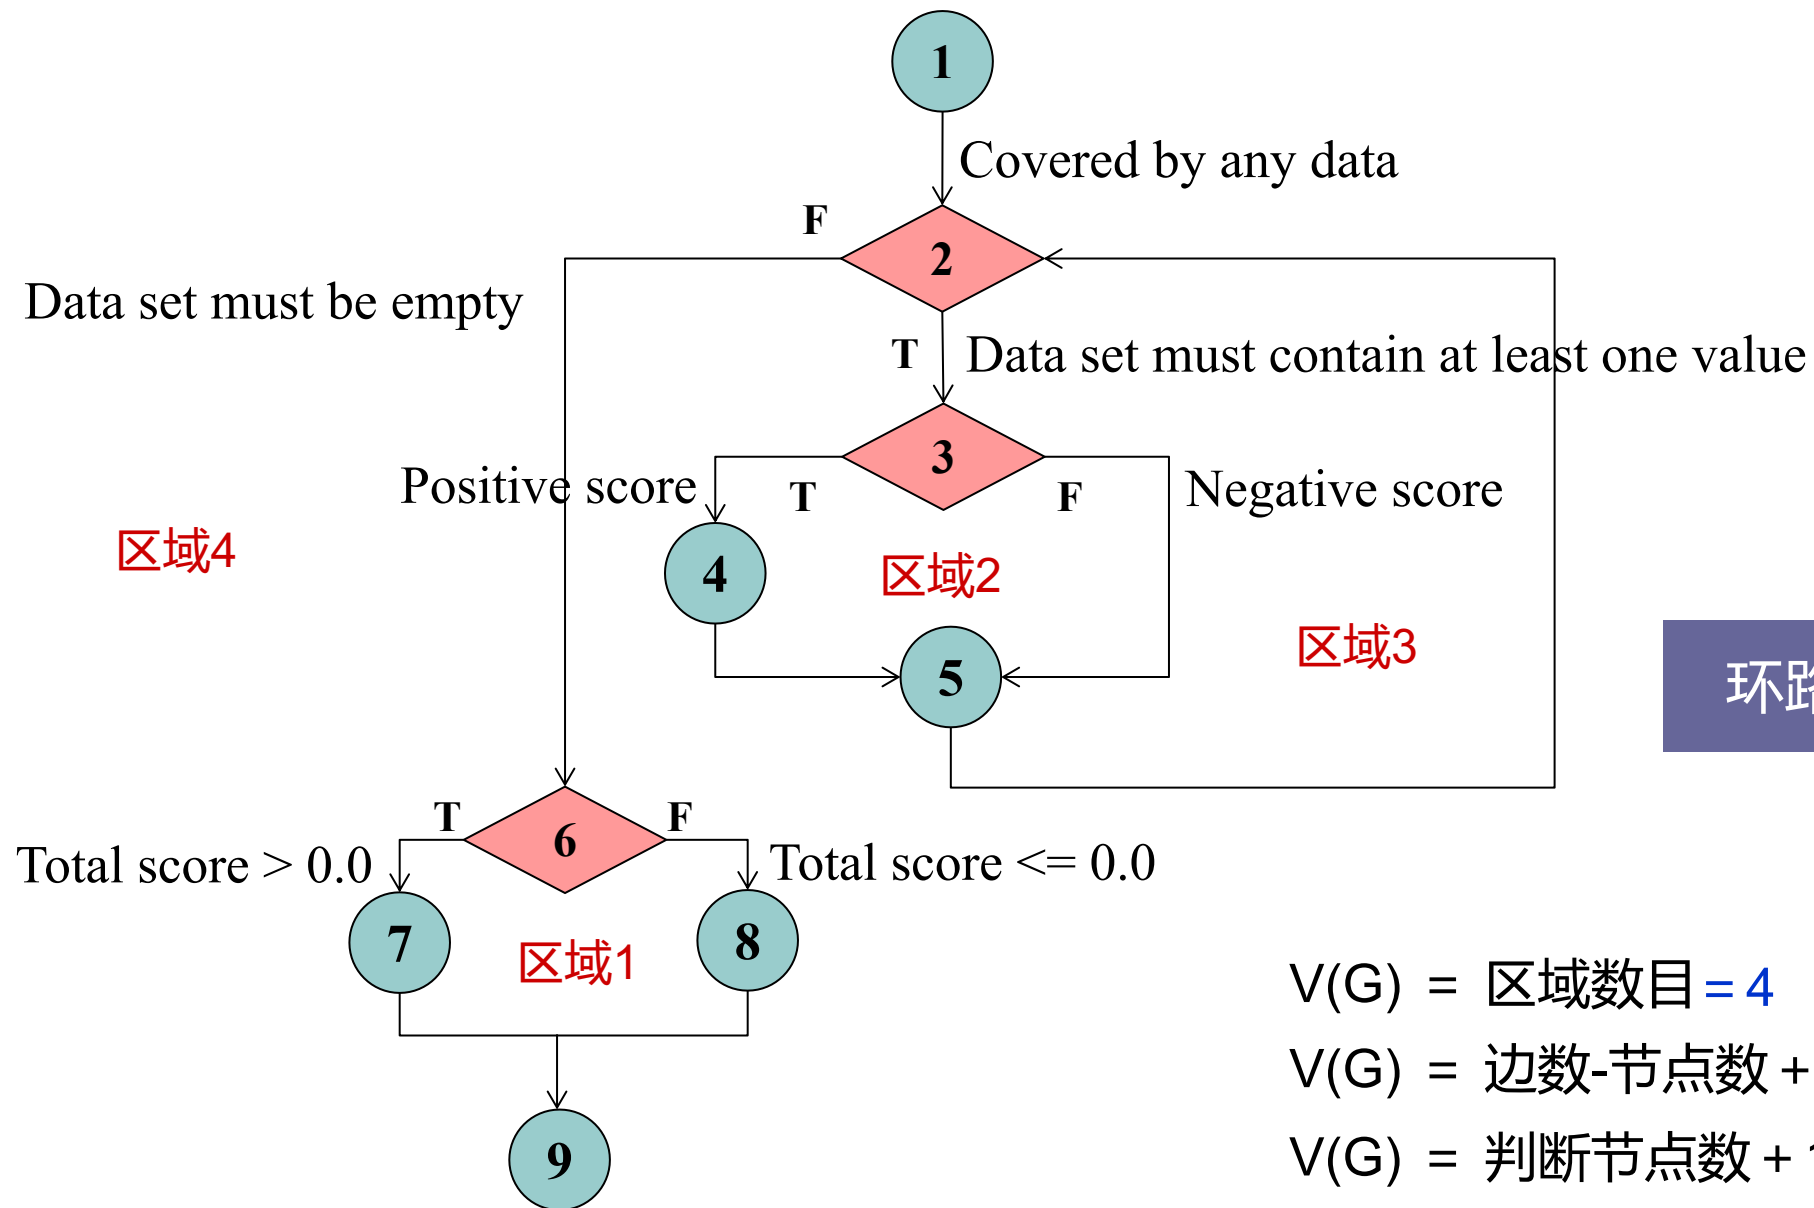 1
Covered by any data
F
2
Data set must be empty
T
Data set must contain at least one value
3
Positive score
T
F
Negative score
区域4
4
区域2
区域3
5
环路
T
6
F
Total score > 0.0
Total score <= 0.0
7
区域1
8
V(G) = 区域数目 = 4
V(G) = 边数-节点数 +
V(G) = 判断节点数 + 1
9